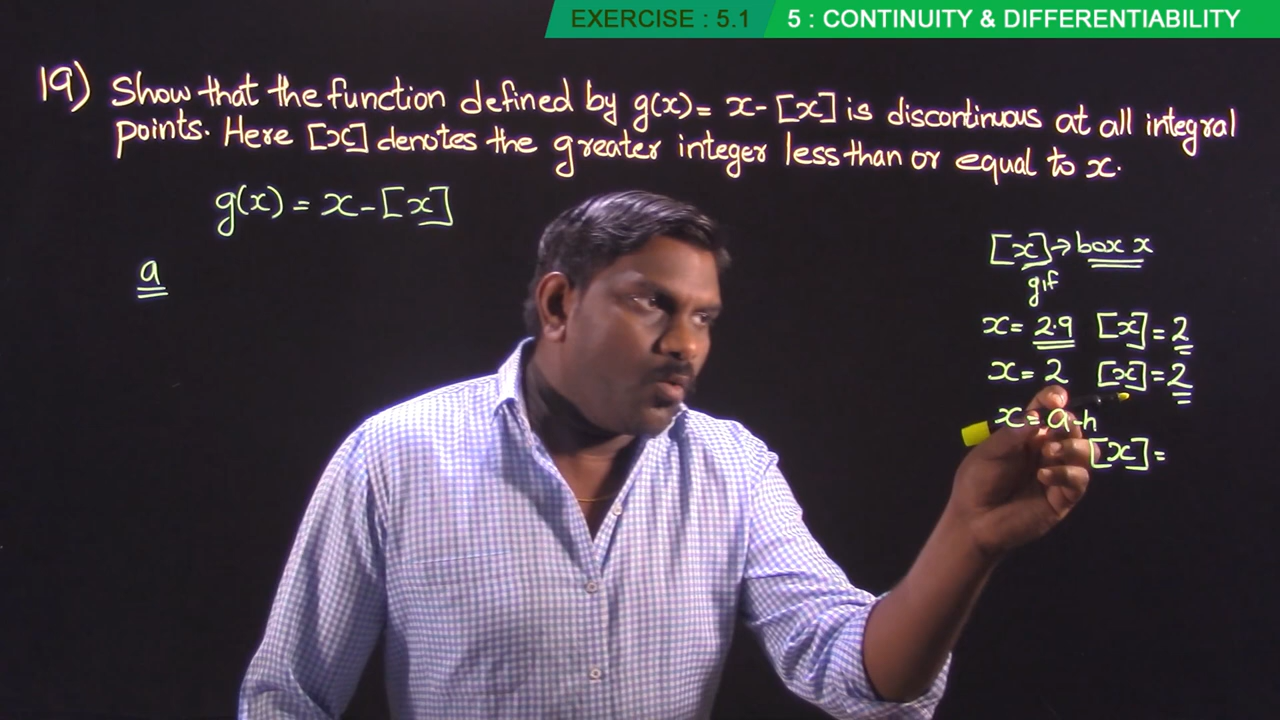 EXERCISE : 5.1 5 : CONTINUITY & DIFFERENTIABILITY
19) Show that the function defined by g(x) = x - [x] is discontinuous at all integral
points. Here [x] denotes the greater integer less than or equal to x.
g(x) = x - [x]
a
[x] → box x
gif
x = 2.9 [x] = 2
x = 2 [x] = 2
x = a - h
[x] =